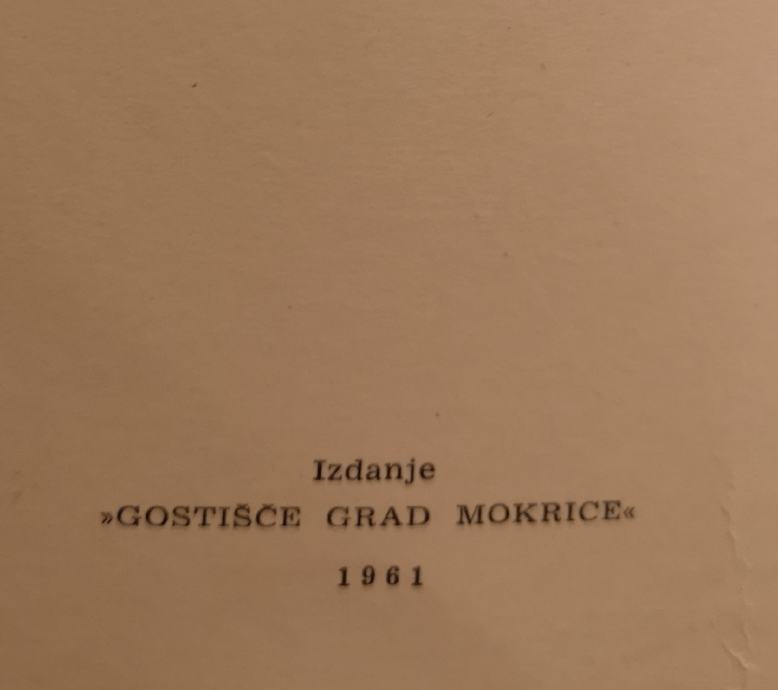 Izdanje
»GOSTIŠČE GRAD MOKRICE«
1961